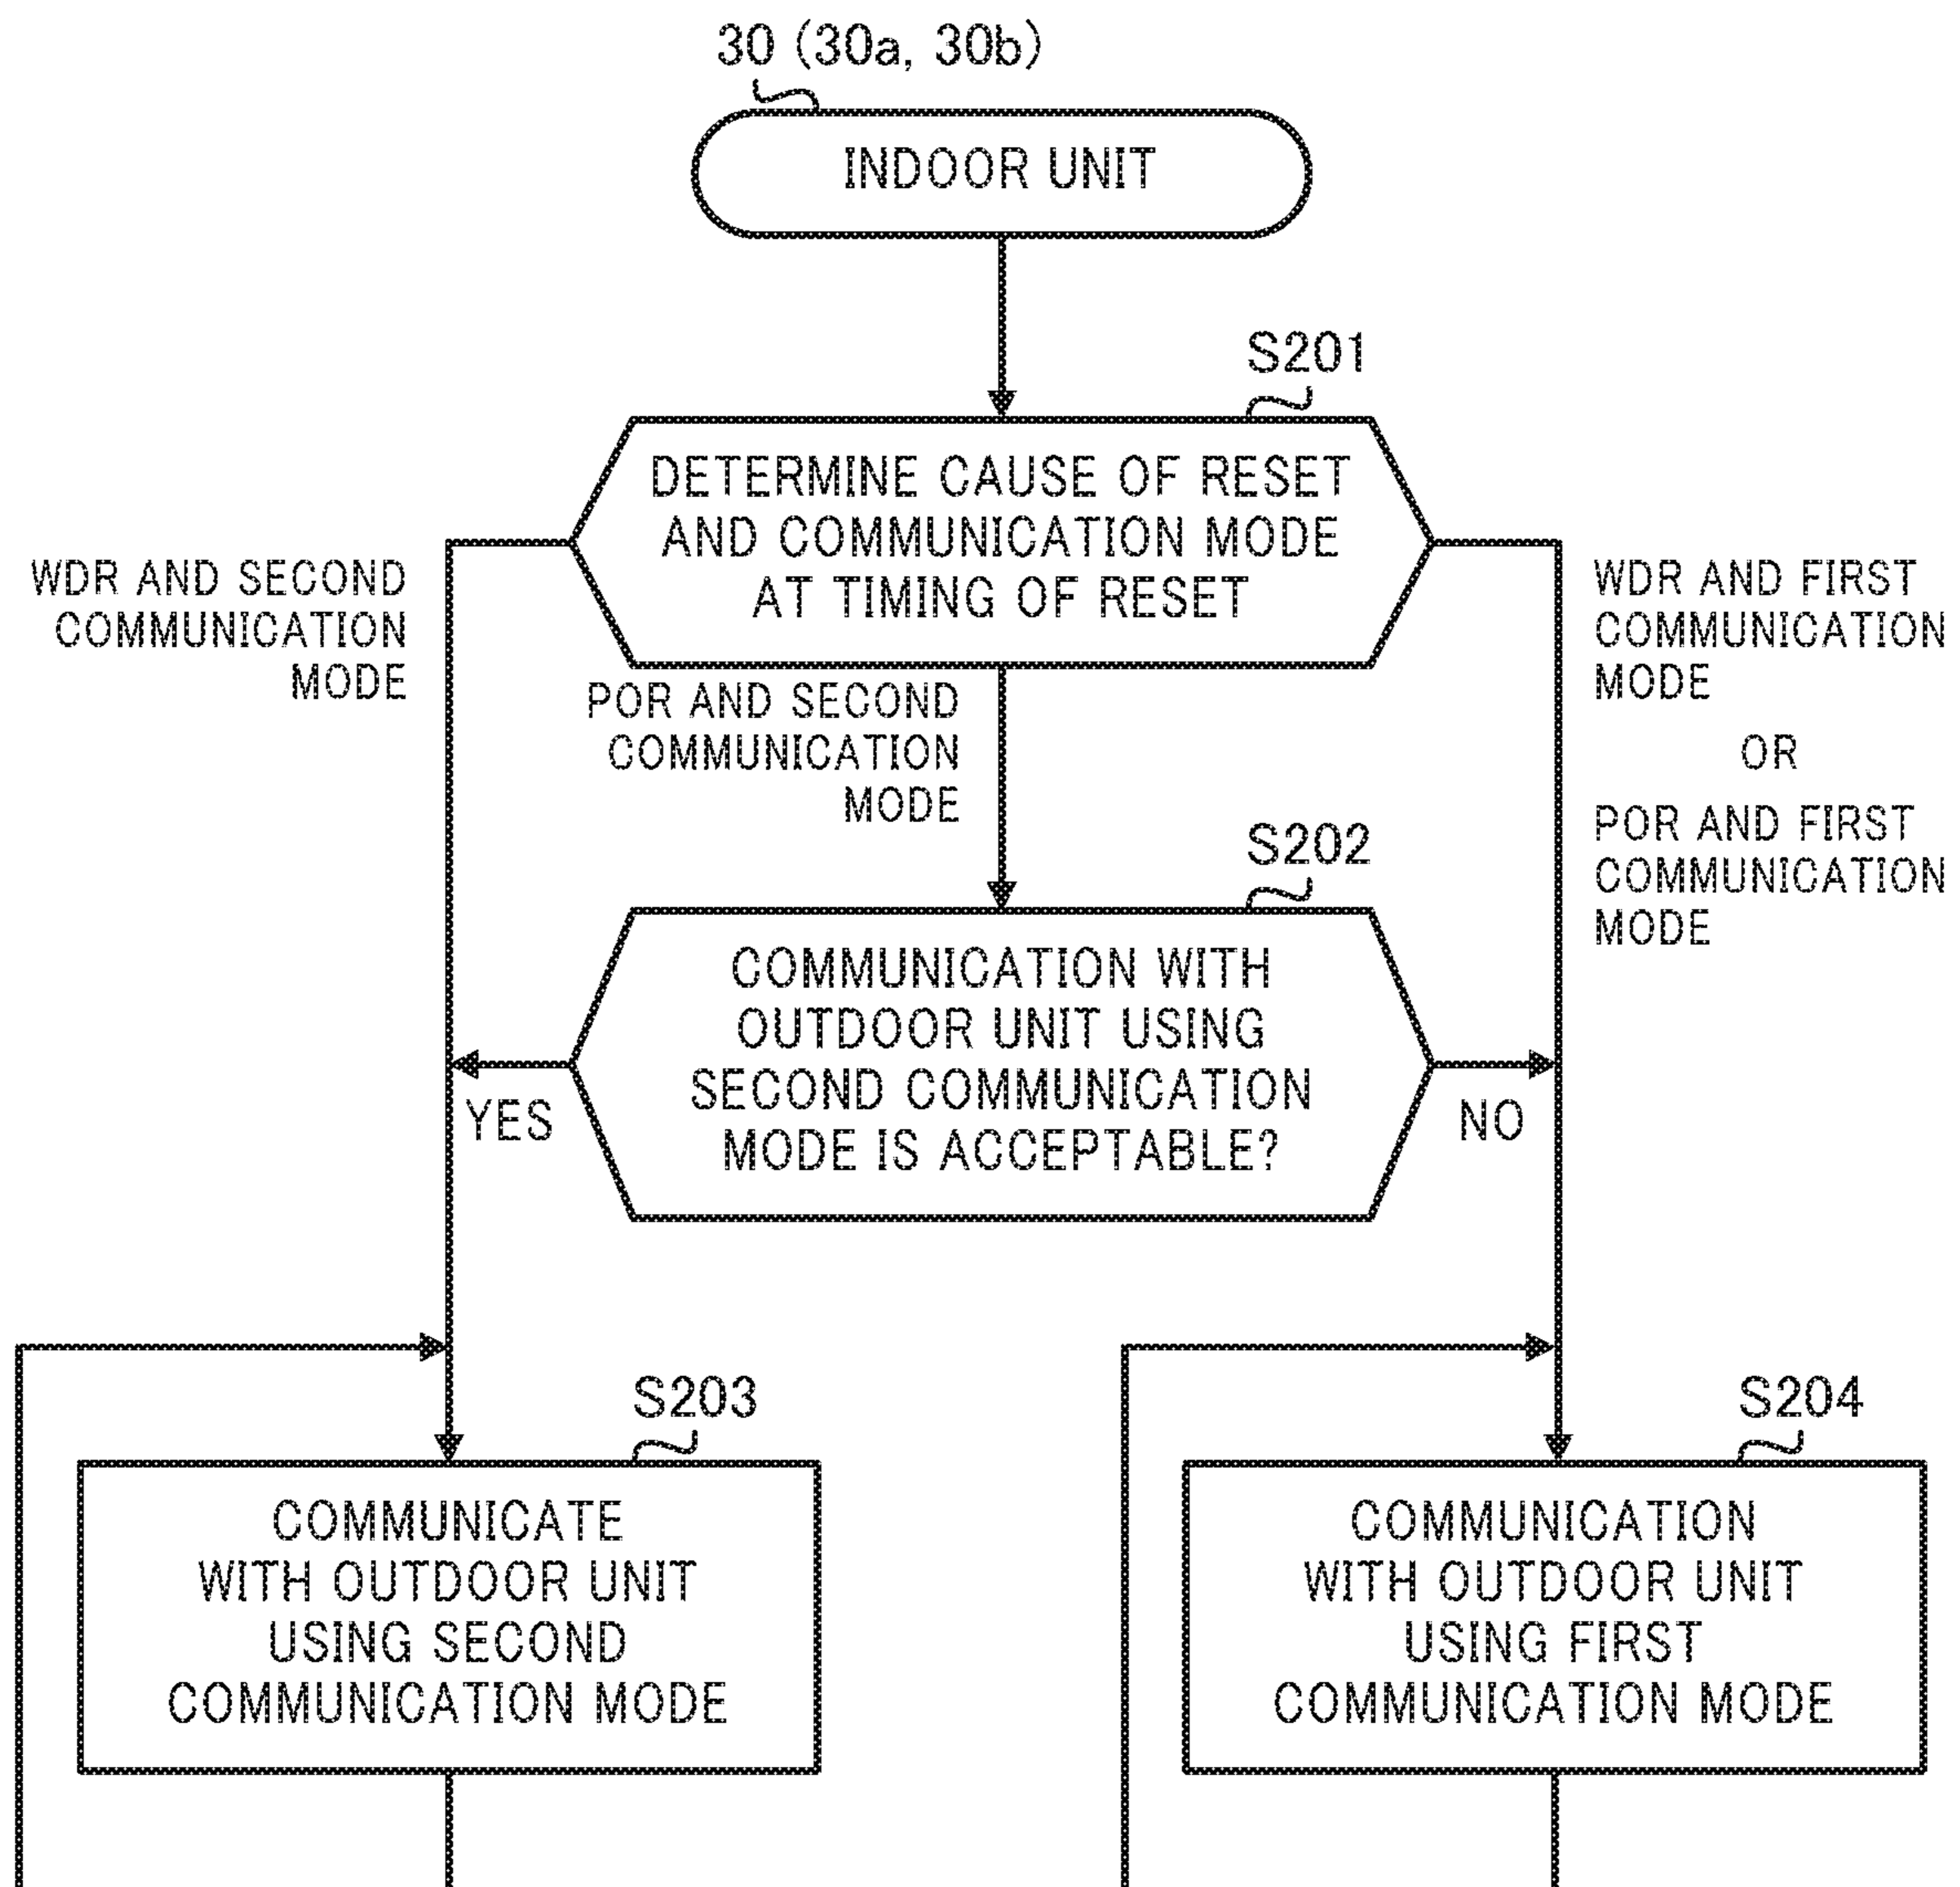 30 (30a, 30b)
INDOOR UNIT
S201
DETERMINE CAUSE OF RESET
AND COMMUNICATION MODE
AT TIMING OF RESET
WDR AND SECOND
COMMUNICATION
MODE
WDR AND FIRST
COMMUNICATION
MODE
OR
POR AND FIRST
COMMUNICATION
MODE
POR AND SECOND
COMMUNICATION
MODE
S202
COMMUNICATION WITH
OUTDOOR UNIT USING
SECOND COMMUNICATION
MODE IS ACCEPTABLE?
YES
NO
S203
COMMUNICATE
WITH OUTDOOR UNIT
USING SECOND
COMMUNICATION MODE
S204
COMMUNICATION
WITH OUTDOOR UNIT
USING FIRST
COMMUNICATION MODE